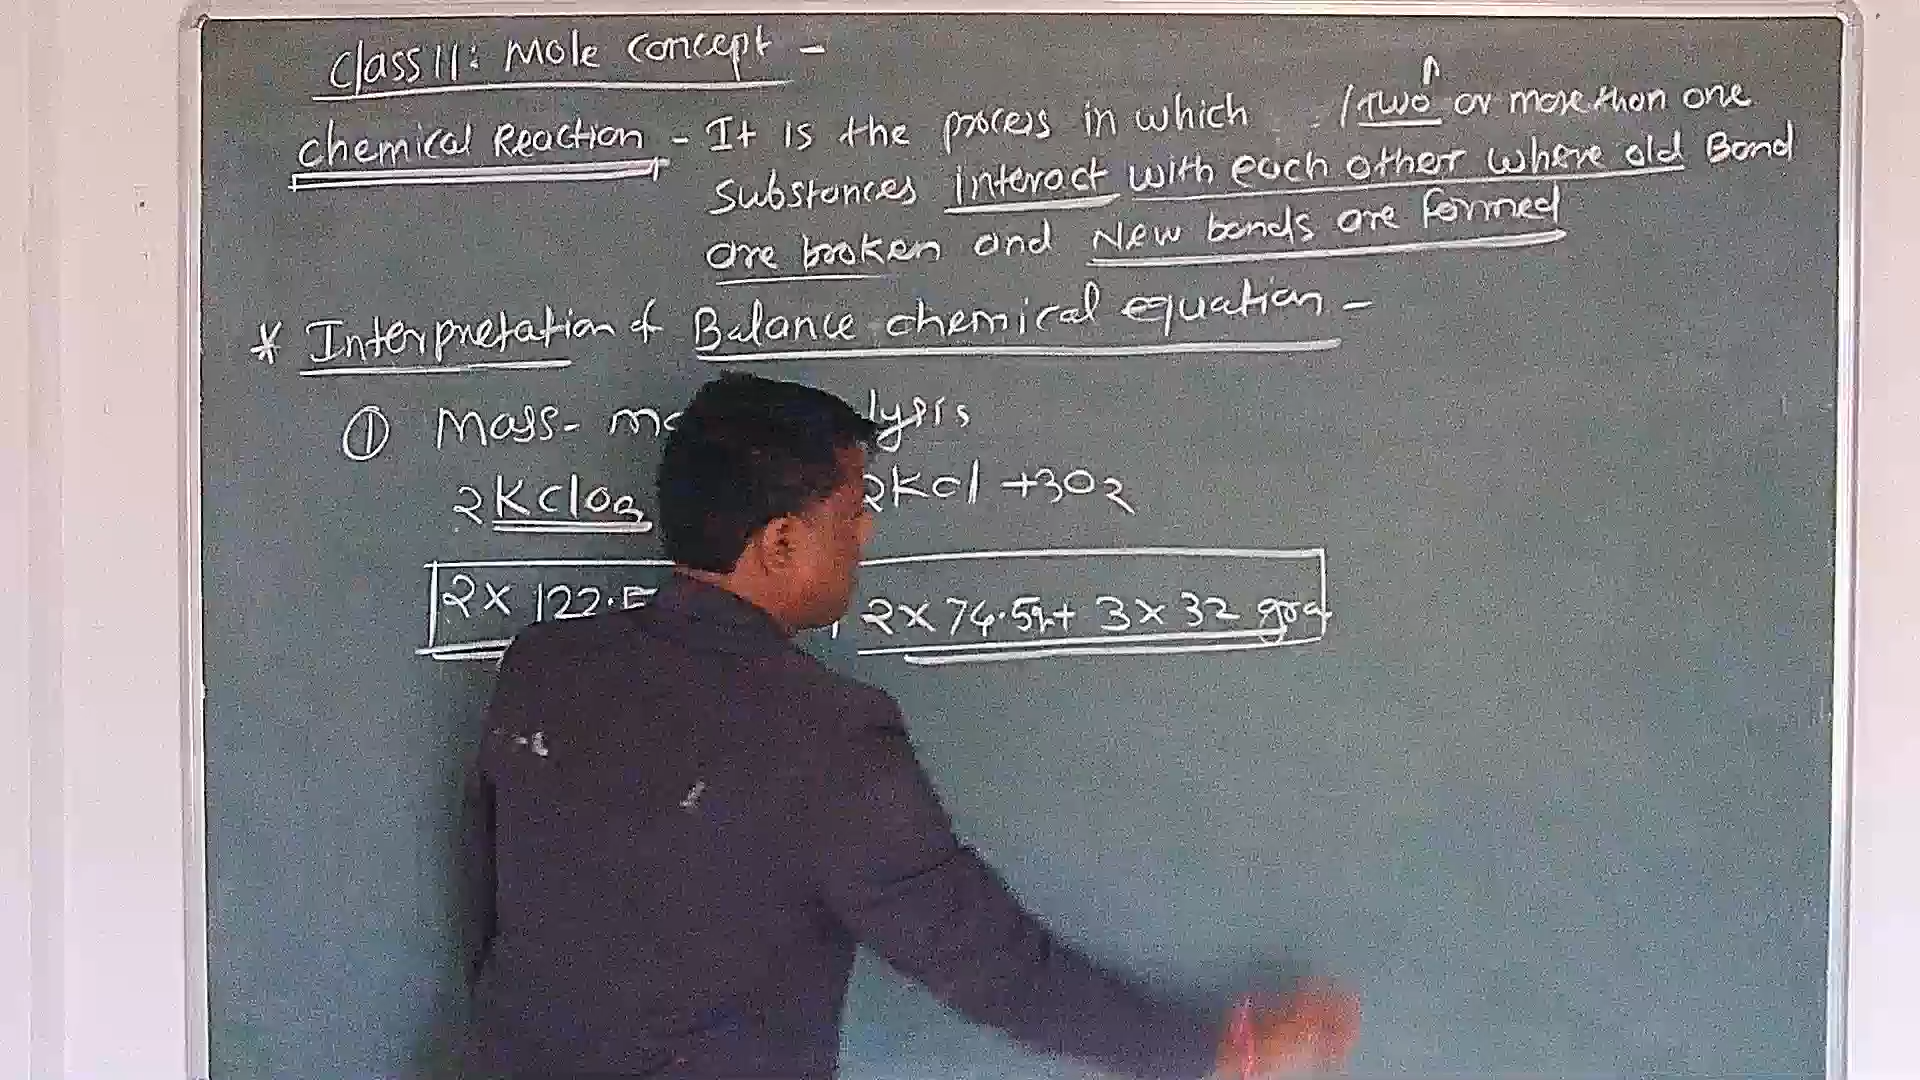 Class 11: Mole Concept -
Chemical Reaction - It is the process in which / Two or more than one
Substances interact with each other where old Bond
are broken and New bonds are formed
* Interpretation of Balance chemical equation -
① Mass- ma lysis
2KClO3 2KCl + 3O2
2 x 122.5 2 x 74.5 + 3 x 32